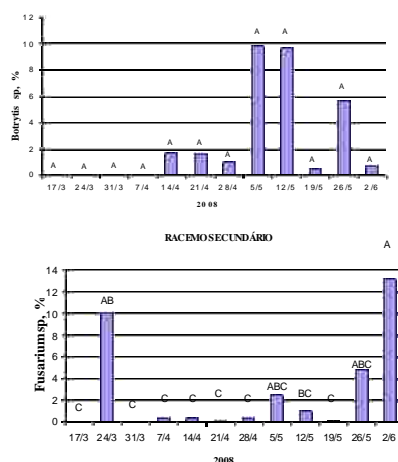 12
10
8
6
4
2
0
Botrytis sp, %
A A A A A A A A A A A A
17/3 24/3 31/3 7/4 14/4 21/4 28/4 5/5 12/5 19/5 26/5 2/6
2008
RACEMO SECUNDÁRIO
14
12
10
8
6
4
2
0
Fusarium sp, %
C AB C C C C C ABC BC C ABC A
17/3 24/3 31/3 7/4 14/4 21/4 28/4 5/5 12/5 19/5 26/5 2/6
2008